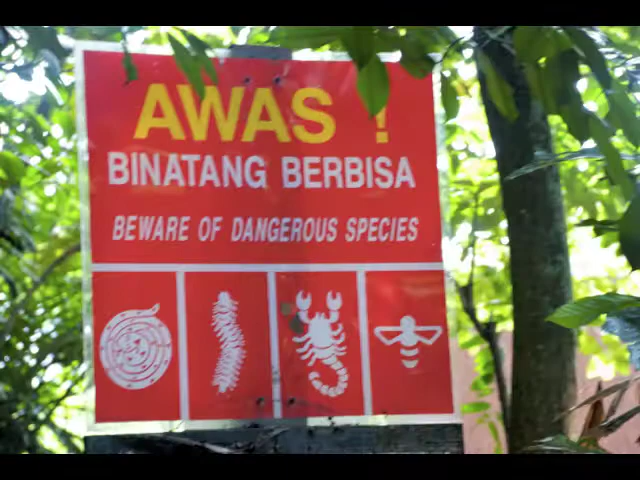 AWAS !
BINATANG BERBISA
BEWARE OF DANGEROUS SPECIES